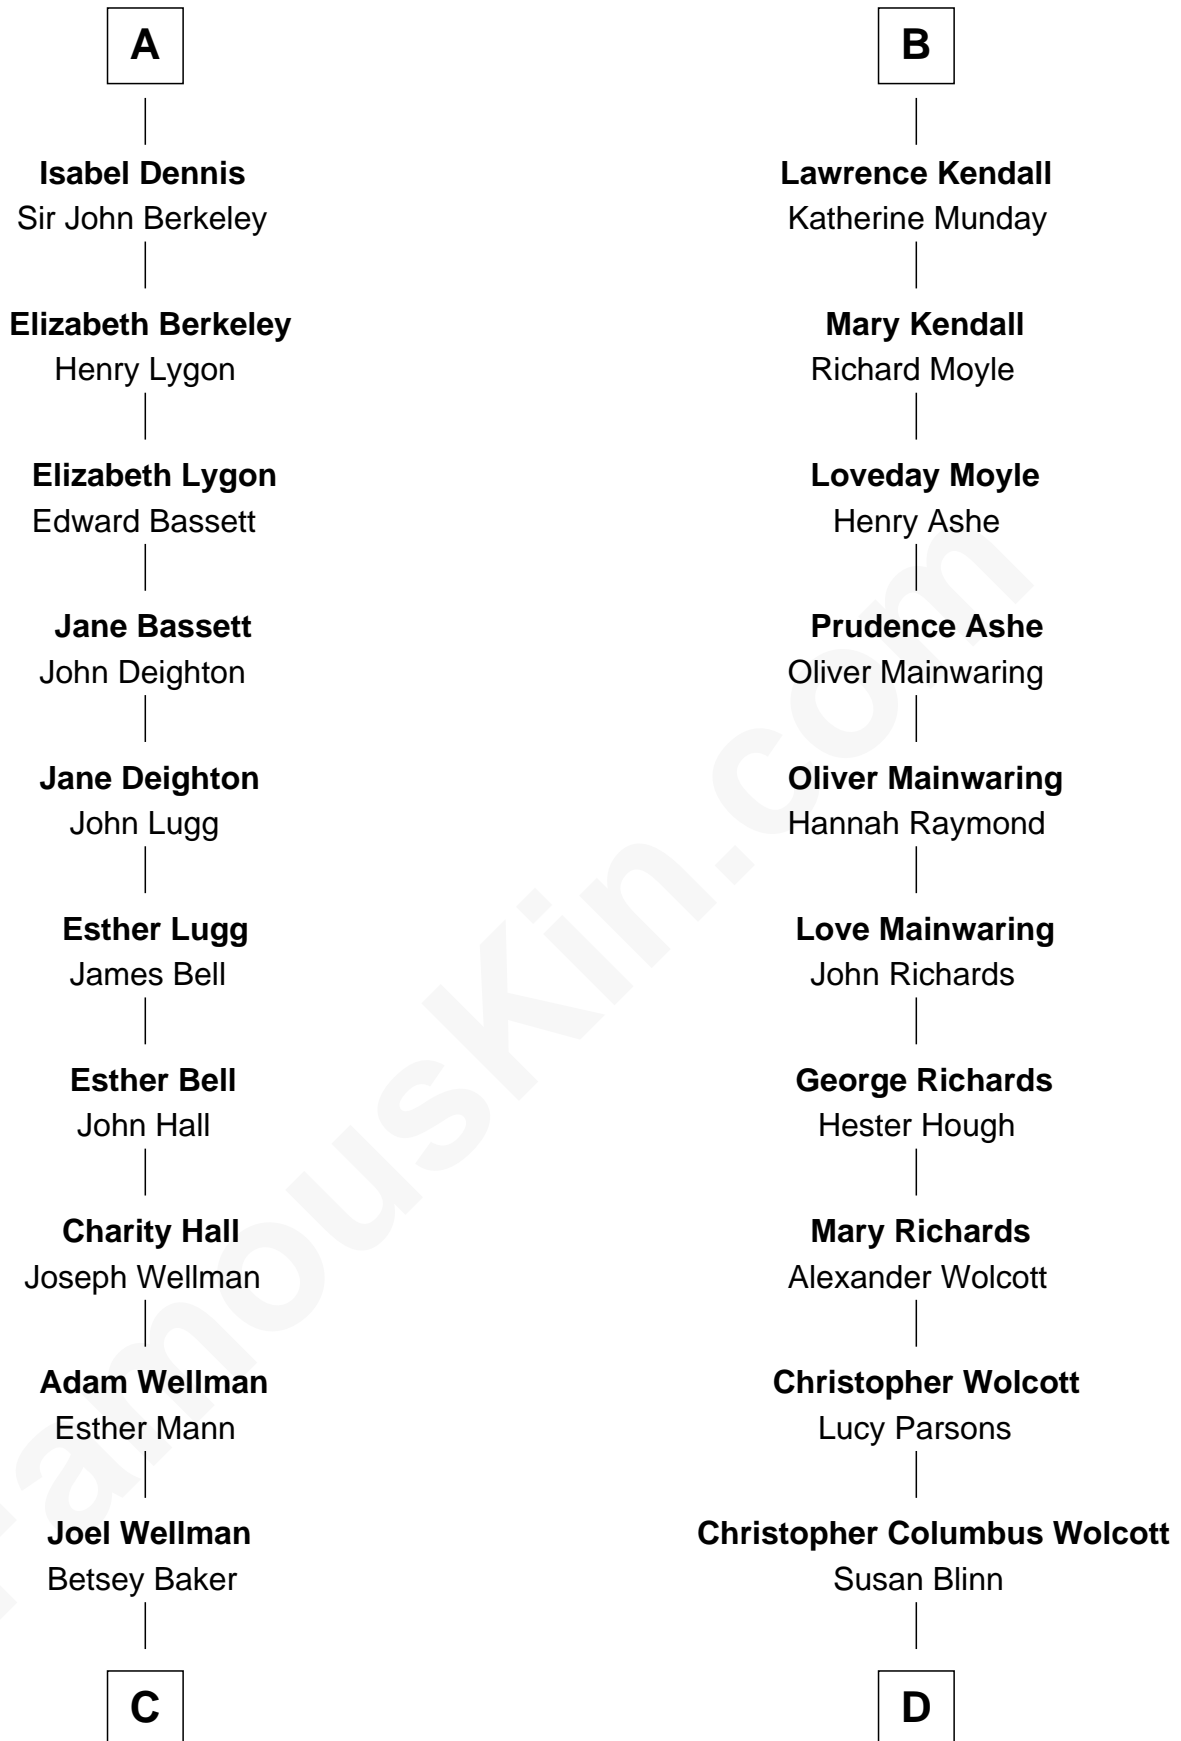 A
Isabel Dennis
Sir John Berkeley
Elizabeth Berkeley
Henry Lygon
Elizabeth Lygon
Edward Bassett
Jane Bassett
John Deighton
Jane Deighton
John Lugg
Esther Lugg
James Bell
Esther Bell
John Hall
Charity Hall
Joseph Wellman
Adam Wellman
Esther Mann
Joel Wellman
Betsey Baker
C
B
Lawrence Kendall
Katherine Munday
Mary Kendall
Richard Moyle
Loveday Moyle
Henry Ashe
Prudence Ashe
Oliver Mainwaring
Oliver Mainwaring
Hannah Raymond
Love Mainwaring
John Richards
George Richards
Hester Hough
Mary Richards
Alexander Wolcott
Christopher Wolcott
Lucy Parsons
Christopher Columbus Wolcott
Susan Blinn
D
FamousKin.com